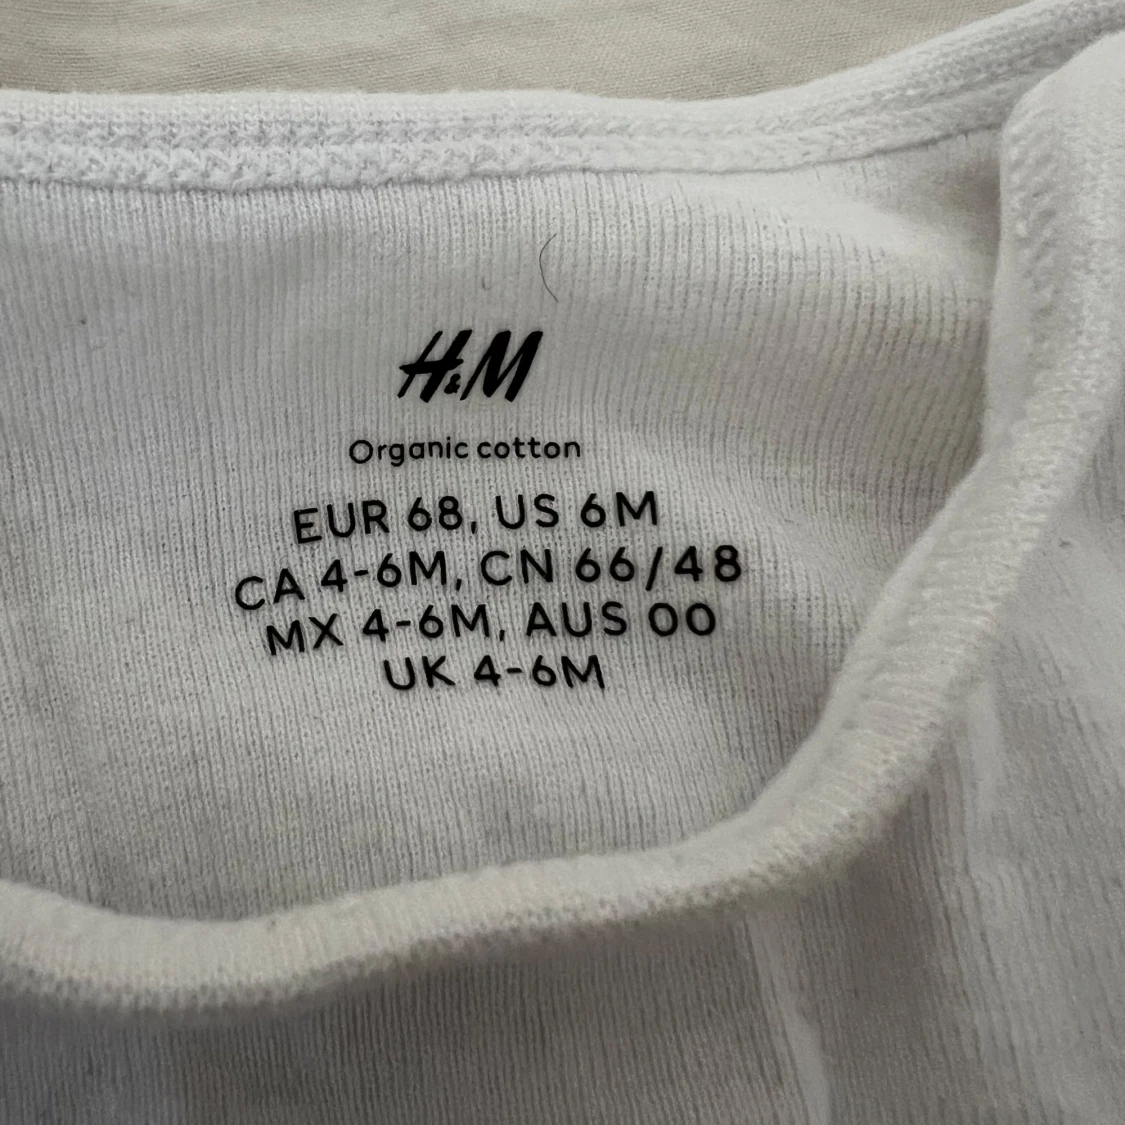 H&M
Organic cotton
EUR 68, US 6M
CA 4-6M, CN 66/48
MX 4-6M, AUS 00
UK 4-6M